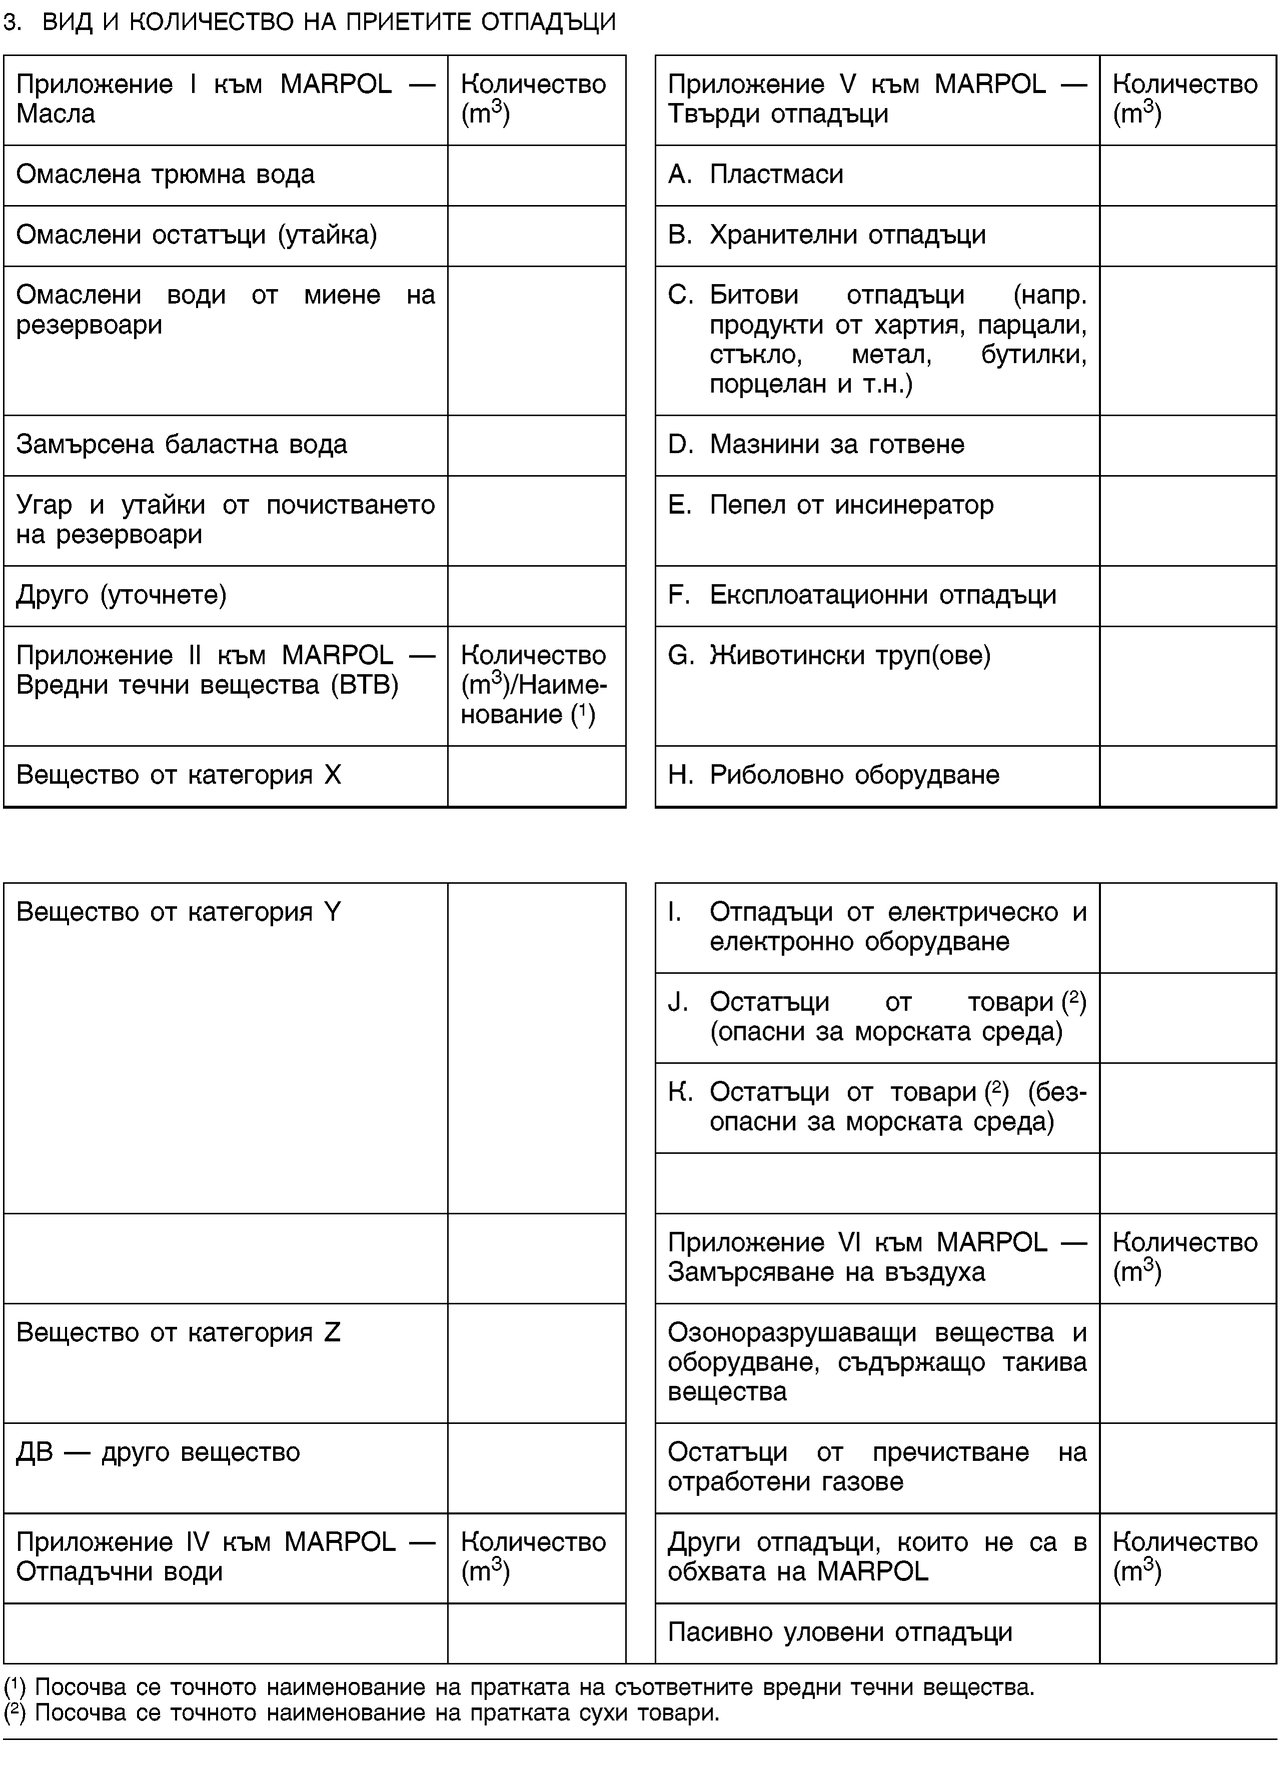 3. ВИД И КОЛИЧЕСТВО НА ПРИЕТИТЕ ОТПАДЪЦИ
Приложение I към MARPOL —
Масла
Количество
(m³)
Омаслена трюмна вода
Омаслени остатъци (утайка)
Омаслени води от миене на
резервоари
Замърсена баластна вода
Угар и утайки от почистването
на резервоари
Друго (уточнете)
Приложение II към MARPOL —
Вредни течни вещества (ВТВ)
Количество
(m³)/Наиме-
нование (¹)
Вещество от категория X
Приложение V към MARPOL —
Твърди отпадъци
Количество
(m³)
A. Пластмаси
B. Хранителни отпадъци
C. Битови отпадъци (напр.
продукти от хартия, парцали,
стъкло, метал, бутилки,
порцелан и т.н.)
D. Мазнини за готвене
E. Пепел от инсинератор
F. Експлоатационни отпадъци
G. Животински труп(ове)
H. Риболовно оборудване
Вещество от категория Y
Вещество от категория Z
ДВ — друго вещество
Приложение IV към MARPOL —
Отпадъчни води
Количество
(m³)
I. Отпадъци от електрическо и
електронно оборудване
J. Остатъци от товари (²)
(опасни за морската среда)
К. Остатъци от товари (²) (без-
опасни за морската среда)
Приложение VI към MARPOL —
Замърсяване на въздуха
Количество
(m³)
Озоноразрушаващи вещества и
оборудване, съдържащо такива
вещества
Остатъци от пречистване на
отработени газове
Други отпадъци, които не са в
обхвата на MARPOL
Количество
(m³)
Пасивно уловени отпадъци
(¹) Посочва се точното наименование на пратката на съответните вредни течни вещества.
(²) Посочва се точното наименование на пратката сухи товари.